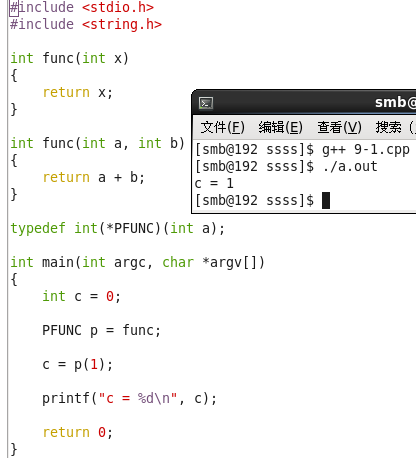 #include <stdio.h>
#include <string.h>
int func(int x)
{
    return x;
}
int func(int a, int b)
{
    return a + b;
}
typedef int(*PFUNC)(int a);
int main(int argc, char *argv[])
{
    int c = 0;
    PFUNC p = func;
    c = p(1);
    printf("c = %d\n", c);
    return 0;
}
smb@
文件(F) 编辑(E) 查看(V) 搜索 (
[smb@192 ssss]$ g++ 9-1.cpp
[smb@192 ssss]$ ./a.out
c = 1
[smb@192 ssss]$